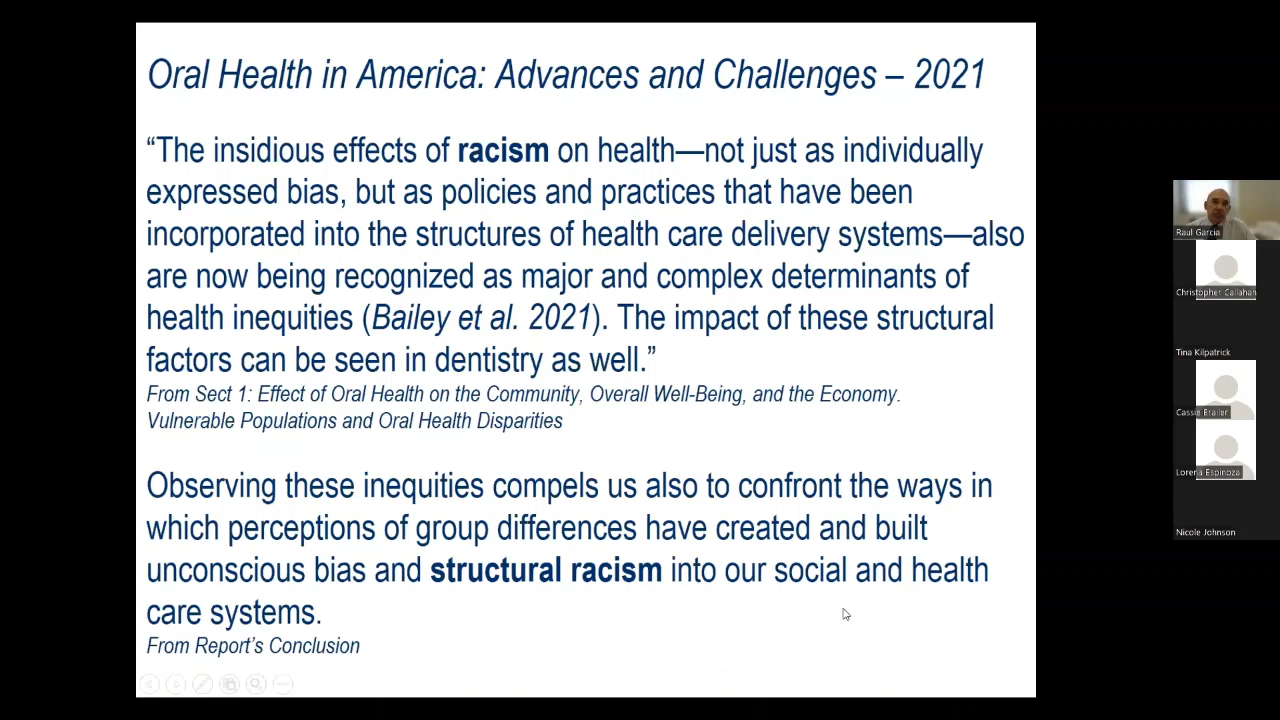 Oral Health in America: Advances and Challenges – 2021
“The insidious effects of racism on health—not just as individually
expressed bias, but as policies and practices that have been
incorporated into the structures of health care delivery systems—also
are now being recognized as major and complex determinants of
health inequities (Bailey et al. 2021). The impact of these structural
factors can be seen in dentistry as well.”
From Sect 1: Effect of Oral Health on the Community, Overall Well-Being, and the Economy.
Vulnerable Populations and Oral Health Disparities
Observing these inequities compels us also to confront the ways in
which perceptions of group differences have created and built
unconscious bias and structural racism into our social and health
care systems.
From Report’s Conclusion
Raul Garcia
Christopher Callahan
Tina Kilpatrick
Cassie Brailer
Lorena Espinoza
Nicole Johnson